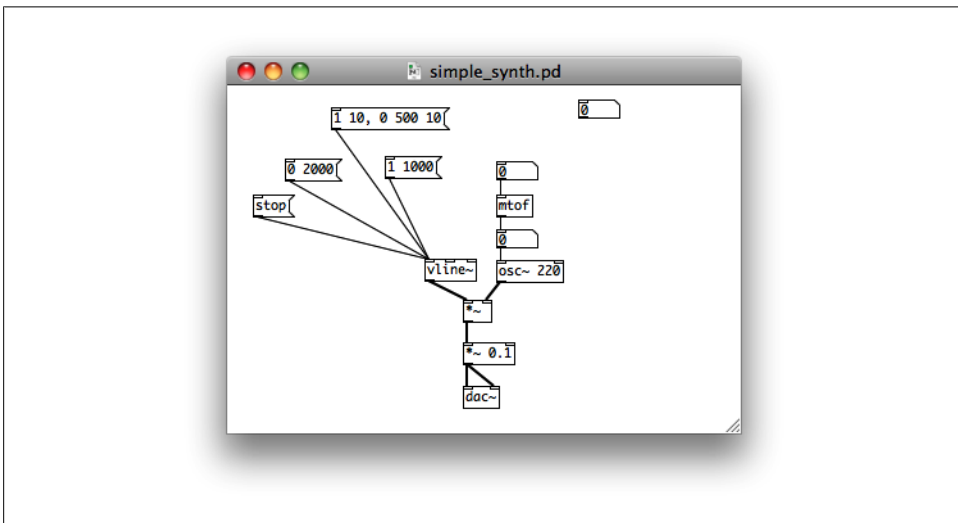 simple_synth.pd
0
1 10, 0 500 10
0 2000
1 1000
0
stop
mtof
0
vline~
osc~ 220
*~
*~ 0.1
dac~